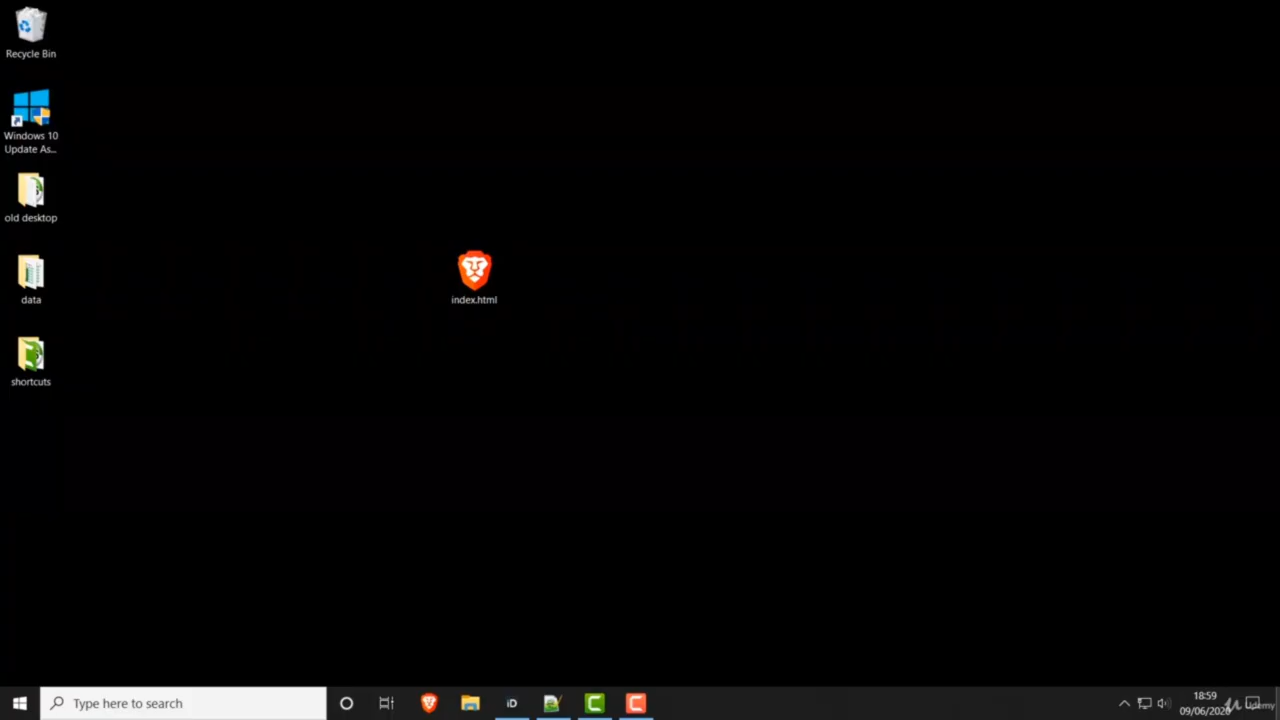 Recycle Bin
Windows 10
Update As...
old desktop
data
shortcuts
index.html
Type here to search
iD
18:59
09/06/2020
Udemy